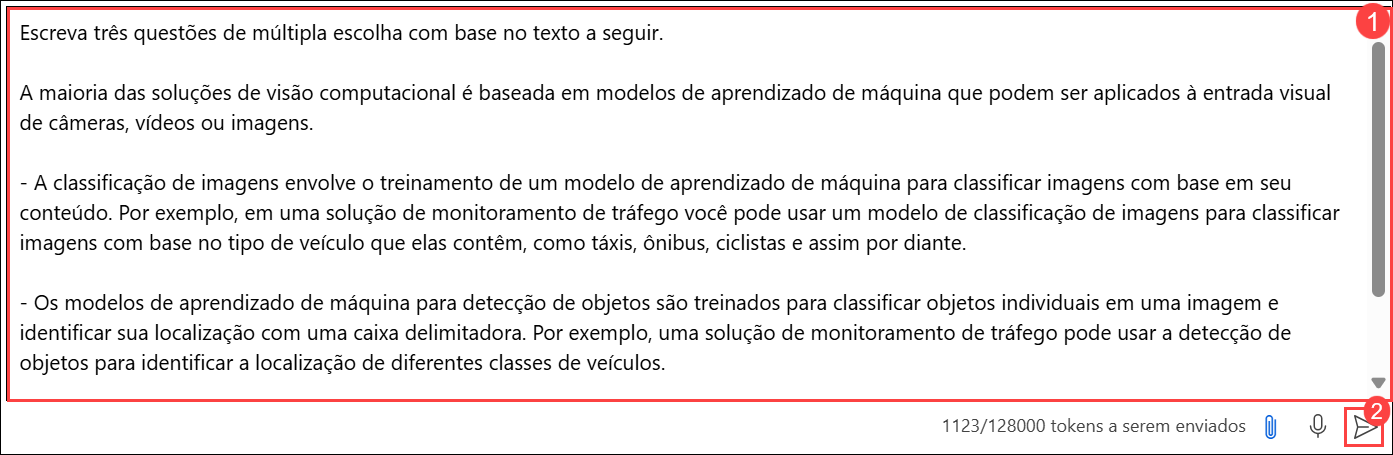 1
Escreva três questões de múltipla escolha com base no texto a seguir.
A maioria das soluções de visão computacional é baseada em modelos de aprendizado de máquina que podem ser aplicados à entrada visual
de câmeras, vídeos ou imagens.
- A classificação de imagens envolve o treinamento de um modelo de aprendizado de máquina para classificar imagens com base em seu
conteúdo. Por exemplo, em uma solução de monitoramento de tráfego você pode usar um modelo de classificação de imagens para classificar
imagens com base no tipo de veículo que elas contêm, como táxis, ônibus, ciclistas e assim por diante.
- Os modelos de aprendizado de máquina para detecção de objetos são treinados para classificar objetos individuais em uma imagem e
identificar sua localização com uma caixa delimitadora. Por exemplo, uma solução de monitoramento de tráfego pode usar a detecção de
objetos para identificar a localização de diferentes classes de veículos.
2
1123/128000 tokens a serem enviados